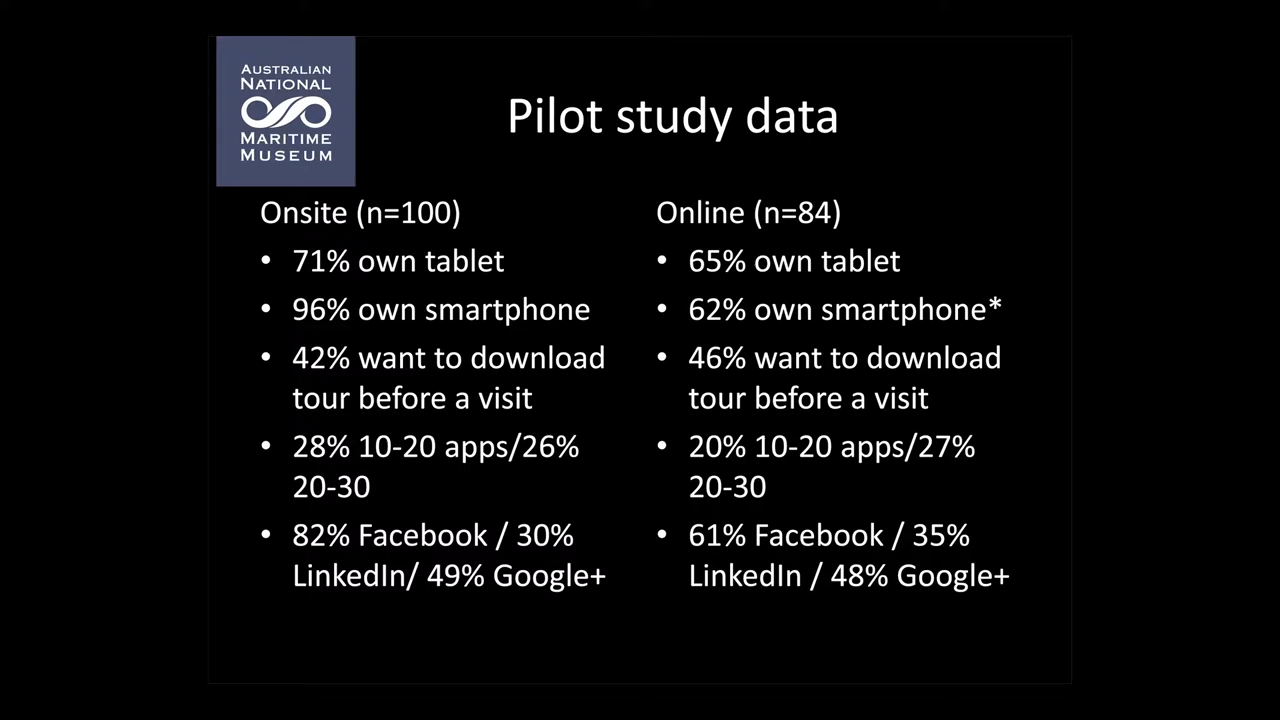 AUSTRALIAN
NATIONAL
MARITIME
MUSEUM
Pilot study data
Onsite (n=100)
• 71% own tablet
• 96% own smartphone
• 42% want to download
tour before a visit
• 28% 10-20 apps/26%
20-30
• 82% Facebook / 30%
LinkedIn/ 49% Google+
Online (n=84)
• 65% own tablet
• 62% own smartphone*
• 46% want to download
tour before a visit
• 20% 10-20 apps/27%
20-30
• 61% Facebook / 35%
LinkedIn / 48% Google+